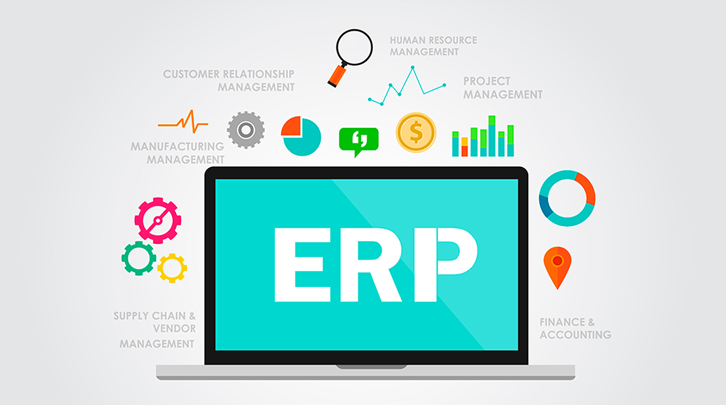 HUMAN RESOURCE
MANAGEMENT
CUSTOMER RELATIONSHIP
MANAGEMENT
PROJECT
MANAGEMENT
$
MANUFACTURING
MANAGEMENT
ERP
SUPPLY CHAIN &
VENDOR
MANAGEMENT
FINANCE &
ACCOUNTING